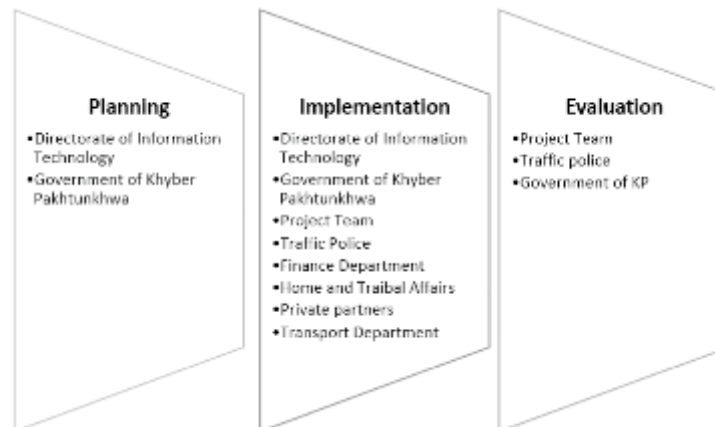 Planning
•Directorate of Information
Technology
•Government of Khyber
Pakhtunkhwa
Implementation
•Directorate of Information
Technology
•Government of Khyber
Pakhtunkhwa
•Project Team
•Traffic Police
•Finance Department
•Home and Traibal Affairs
•Private partners
•Transport Department
Evaluation
•Project Team
•Traffic police
•Government of KP